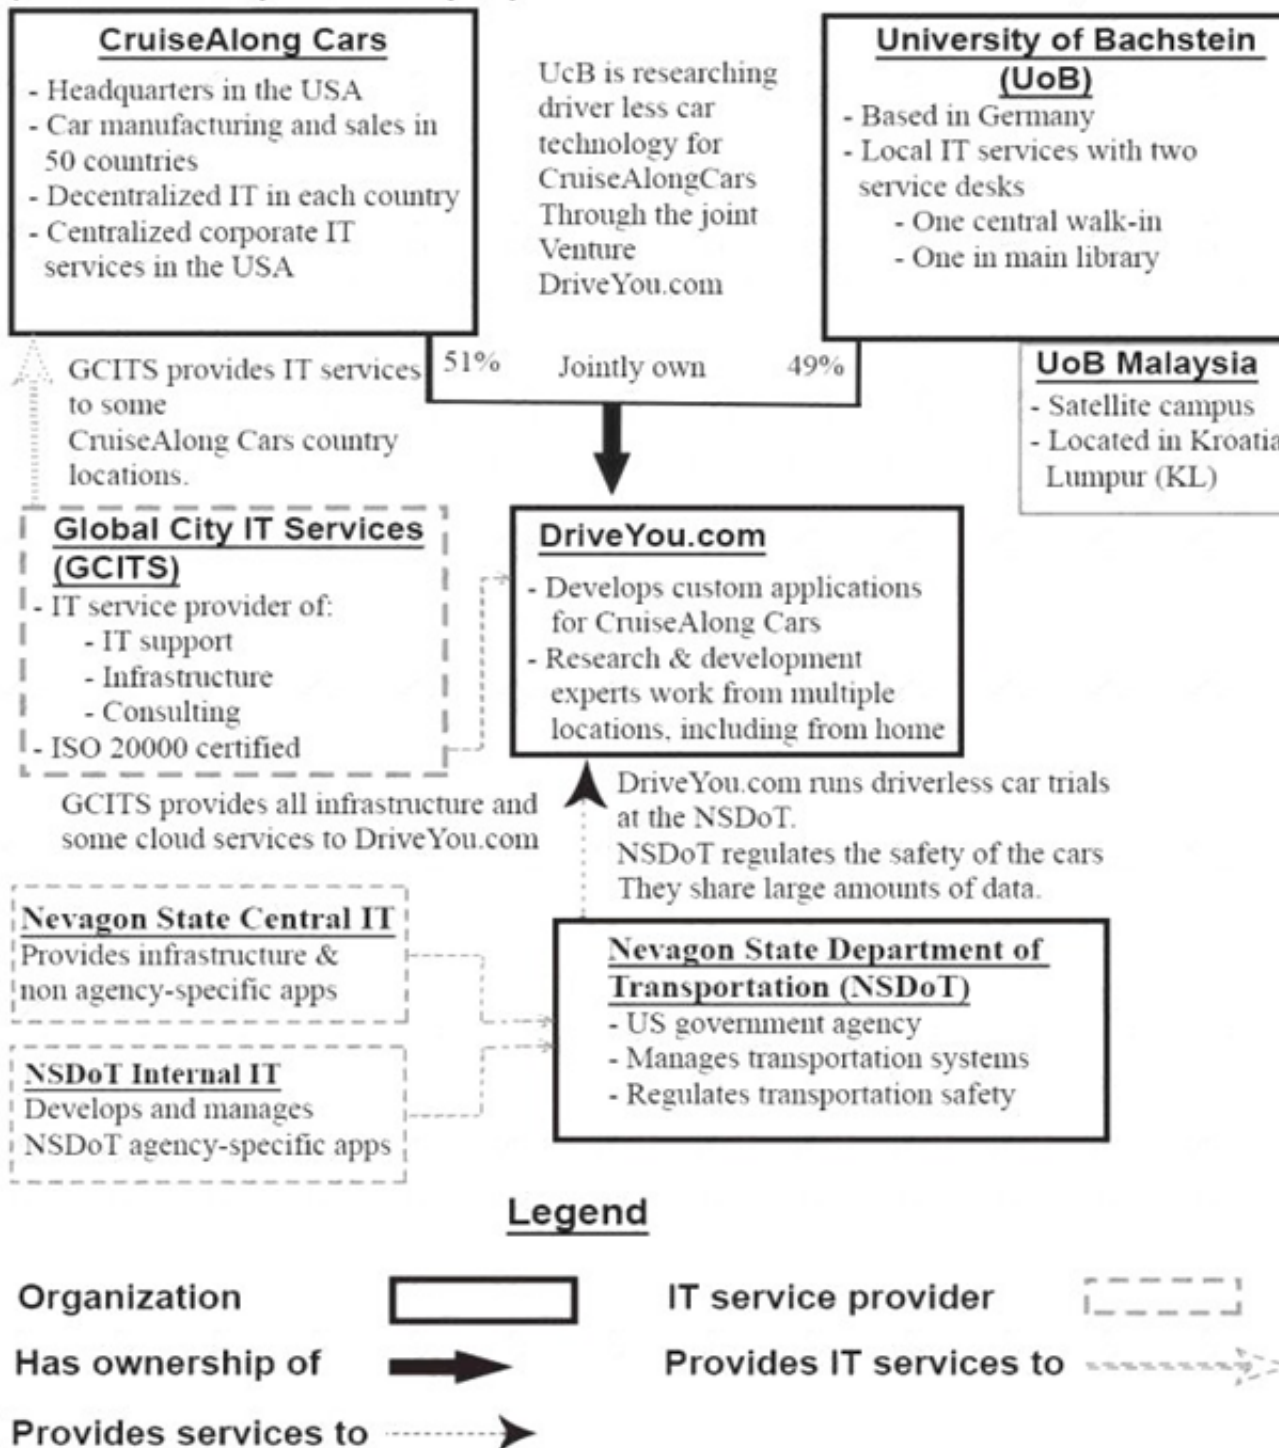 CruiseAlong Cars
- Headquarters in the USA
- Car manufacturing and sales in
50 countries
- Decentralized IT in each country
- Centralized corporate IT
services in the USA
UcB is researching
driver less car
technology for
CruiseAlongCars
Through the joint
Venture
DriveYou.com
University of Bachstein
(UoB)
- Based in Germany
- Local IT services with two
service desks
- One central walk-in
- One in main library
51% Jointly own 49%
UoB Malaysia
- Satellite campus
- Located in Kroatia
Lumpur (KL)
GCITS provides IT services
to some
CruiseAlong Cars country
locations.
Global City IT Services
(GCITS)
- IT service provider of:
- IT support
- Infrastructure
- Consulting
- ISO 20000 certified
DriveYou.com
- Develops custom applications
for CruiseAlong Cars
- Research & development
experts work from multiple
locations, including from home
GCITS provides all infrastructure and
some cloud services to DriveYou.com
DriveYou.com runs driverless car trials
at the NSDoT.
NSDoT regulates the safety of the cars
They share large amounts of data.
Nevagon State Central IT
Provides infrastructure &
non agency-specific apps
NSDoT Internal IT
Develops and manages
NSDoT agency-specific apps
Nevagon State Department of
Transportation (NSDoT)
- US government agency
- Manages transportation systems
- Regulates transportation safety
Legend
Organization
IT service provider
Has ownership of
Provides IT services to
Provides services to